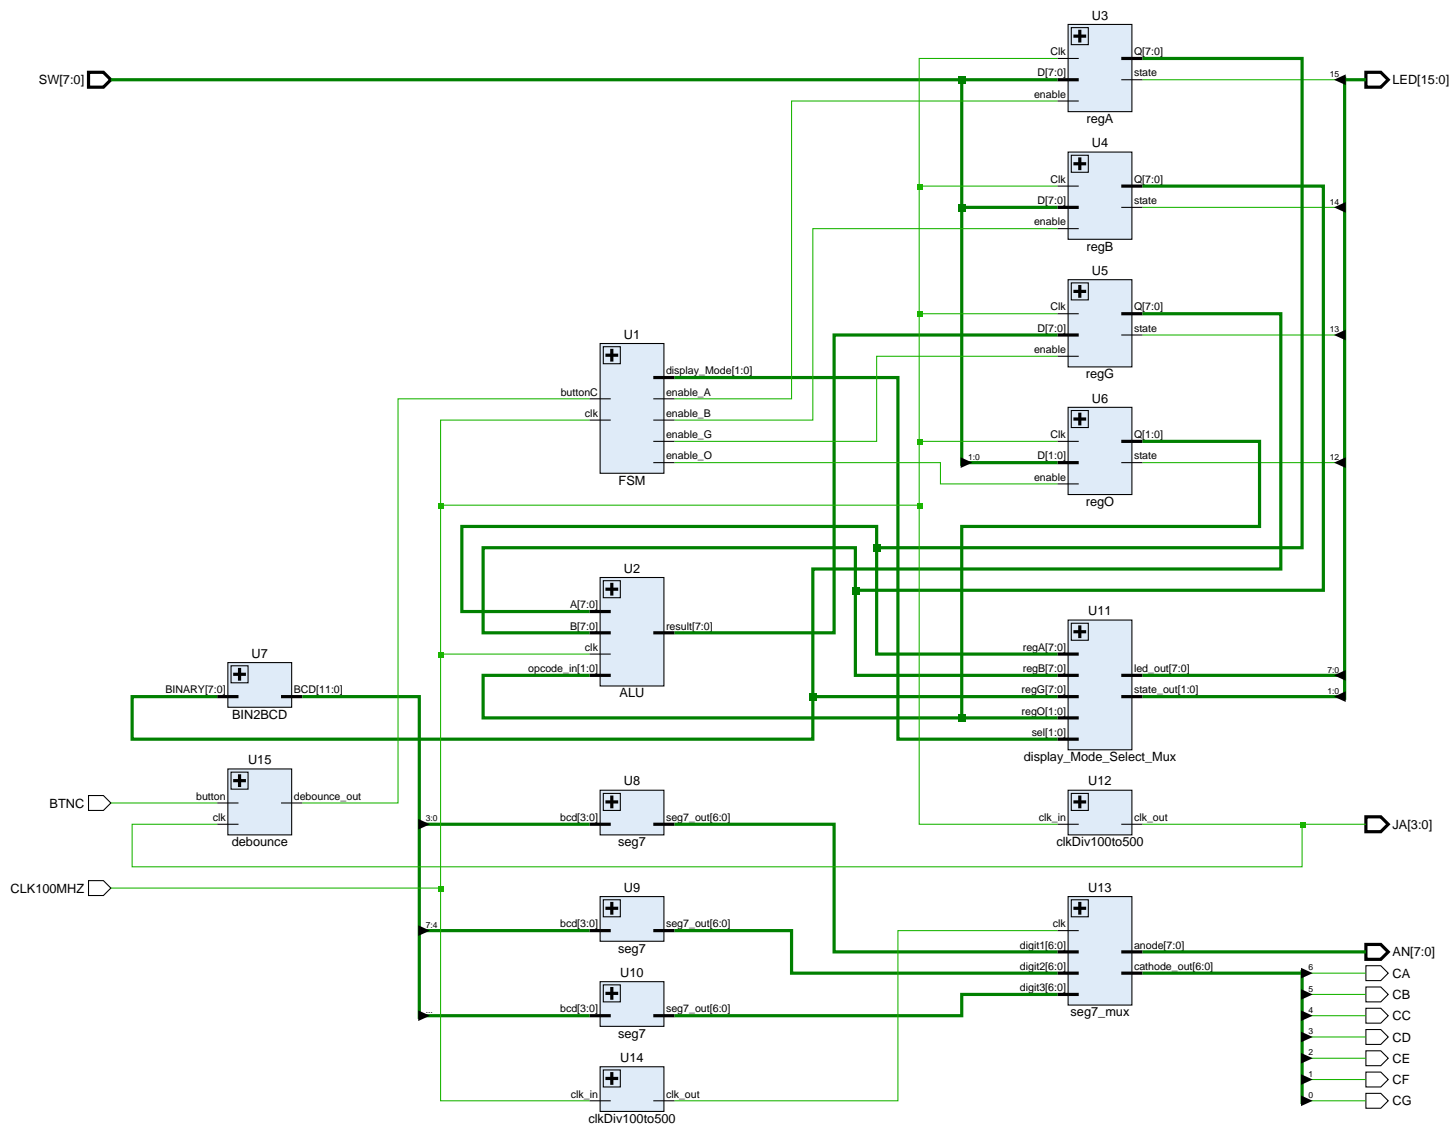 U3
Clk
D[7:0]
enable
Q[7:0]
state
regA
SW[7:0]
15
LED[15:0]
U4
Clk
D[7:0]
enable
Q[7:0]
state
regB
14
U5
Clk
D[7:0]
enable
Q[7:0]
state
regG
13
U1
buttonC
clk
display_Mode[1:0]
enable_A
enable_B
enable_G
enable_O
FSM
U6
Clk
1:0
D[1:0]
enable
Q[1:0]
state
regO
12
U2
A[7:0]
B[7:0]
clk
opcode_in[1:0]
result[7:0]
ALU
U11
regA[7:0]
regB[7:0]
regG[7:0]
regO[1:0]
sel[1:0]
led_out[7:0]
state_out[1:0]
display_Mode_Select_Mux
7:0
1:0
U7
BINARY[7:0]
BCD[11:0]
BIN2BCD
U15
button
clk
debounce_out
debounce
BTNC
U8
3:0
bcd[3:0]
seg7_out[6:0]
seg7
U12
clk_in
clk_out
clkDiv100to500
JA[3:0]
CLK100MHZ
U9
7:4
bcd[3:0]
seg7_out[6:0]
seg7
U10
...
bcd[3:0]
seg7_out[6:0]
seg7
U13
clk
digit1[6:0]
digit2[6:0]
digit3[6:0]
anode[7:0]
cathode_out[6:0]
seg7_mux
AN[7:0]
6
CA
5
CB
4
CC
3
CD
2
CE
1
CF
0
CG
U14
clk_in
clk_out
clkDiv100to500